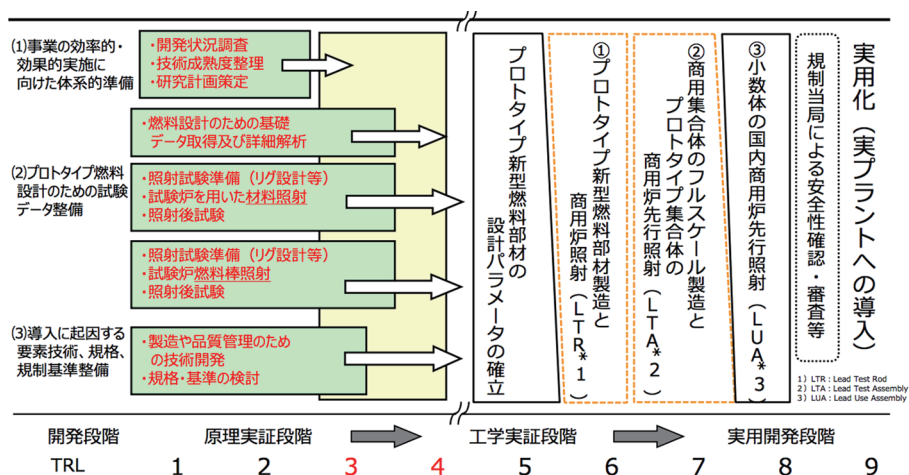 (1)事業の効率的・
効果的実施に
向けた体系的準備
・開発状況調査
・技術成熟度整理
・研究計画策定
・燃料設計のための基礎
データ取得及び詳細解析
(2)プロトタイプ燃料
設計のための試験
データ整備
・照射試験準備（リグ設計等）
・試験炉を用いた材料照射
・照射後試験
・照射試験準備（リグ設計等）
・試験炉燃料棒照射
・照射後試験
(3)導入に起因する
要素技術、規格、
規制基準整備
・製造や品質管理のため
の技術開発
・規格・基準の検討
プロトタイプ新型燃料部材の
設計パラメータの確立
①プロトタイプ新型燃料部材製造と
商用炉照射（LTR*1）
②商用集合体のフルスケール製造と
プロトタイプ集合体の
商用炉先行照射（LTA*2）
③小数体の国内商用炉先行照射（LUA*3）
規制当局による安全性確認・審査等
実用化（実プラントへの導入）
1）LTR：Lead Test Rod
2）LTA：Lead Test Assembly
3）LUA：Lead Use Assembly
開発段階 原理実証段階 工学実証段階 実用開発段階
TRL 1 2 3 4 5 6 7 8 9